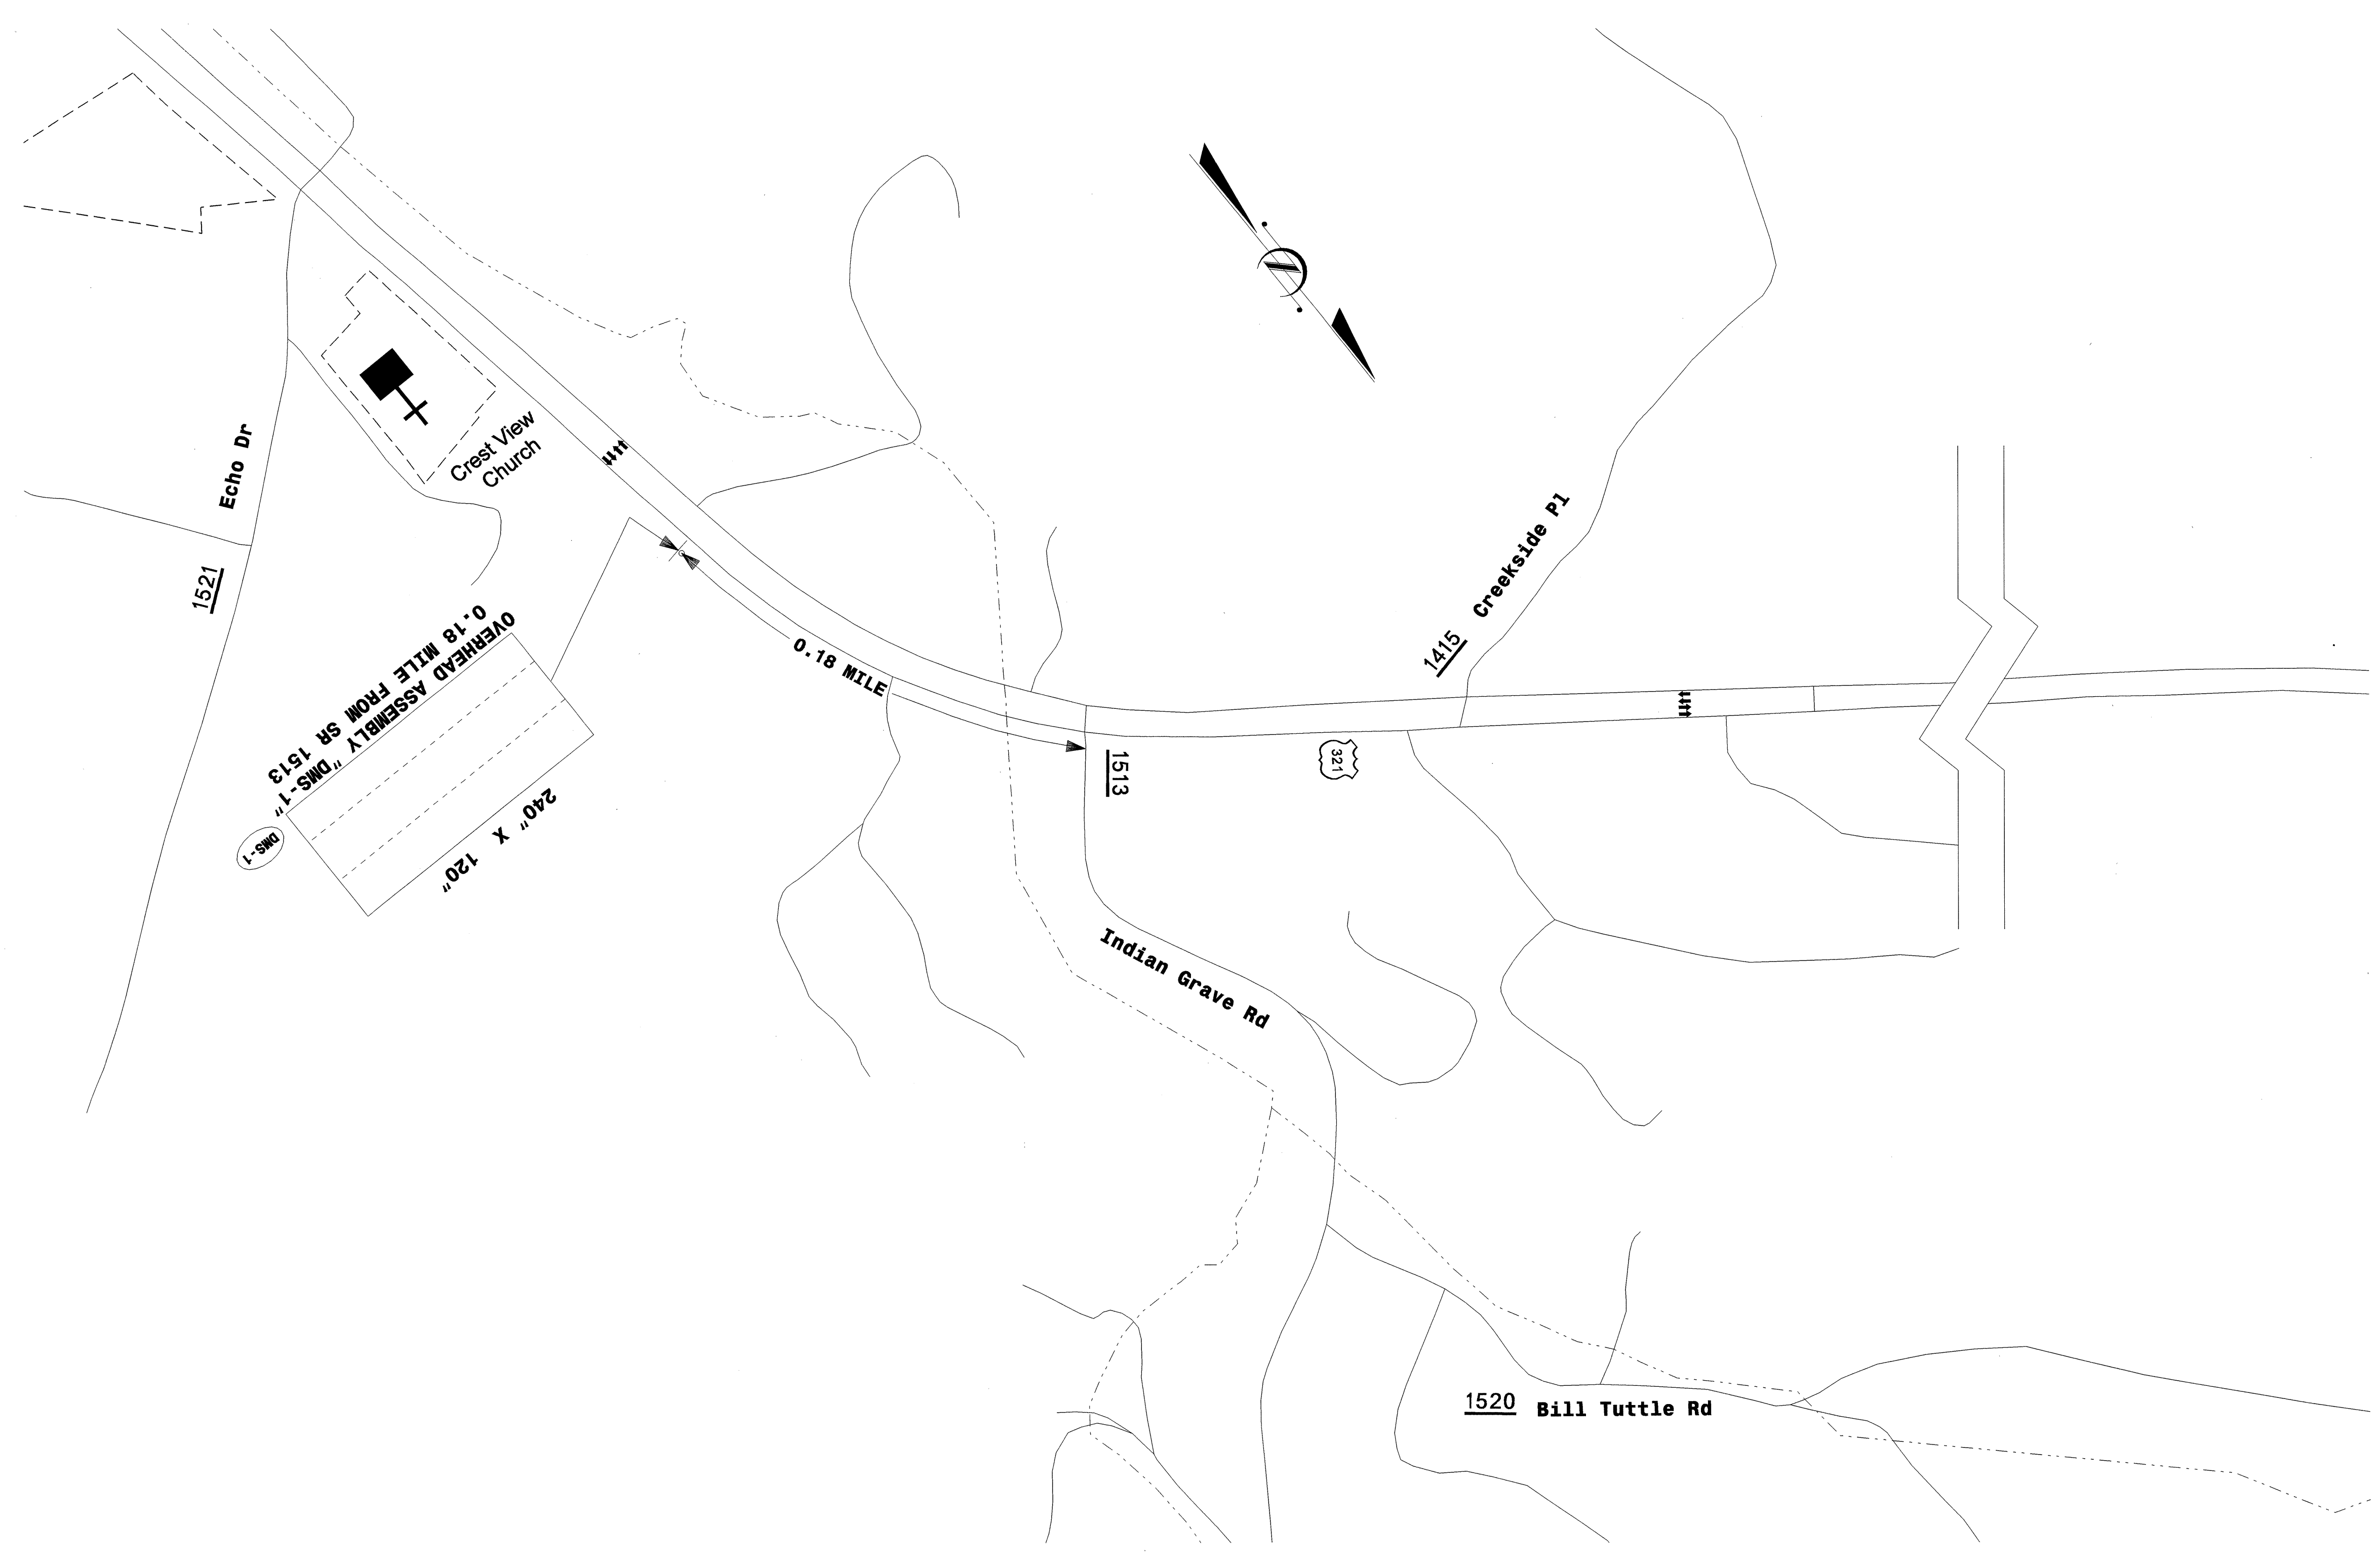 Echo Dr
1521
Crest View
Church
OVERHEAD ASSEMBLY "DMS-1"
0.18 MILE FROM SR 1513
240" X 120"
DMS-1
0.18 MILE
1513
321
1415
Creekside Pl
Indian Grave Rd
1520 Bill Tuttle Rd